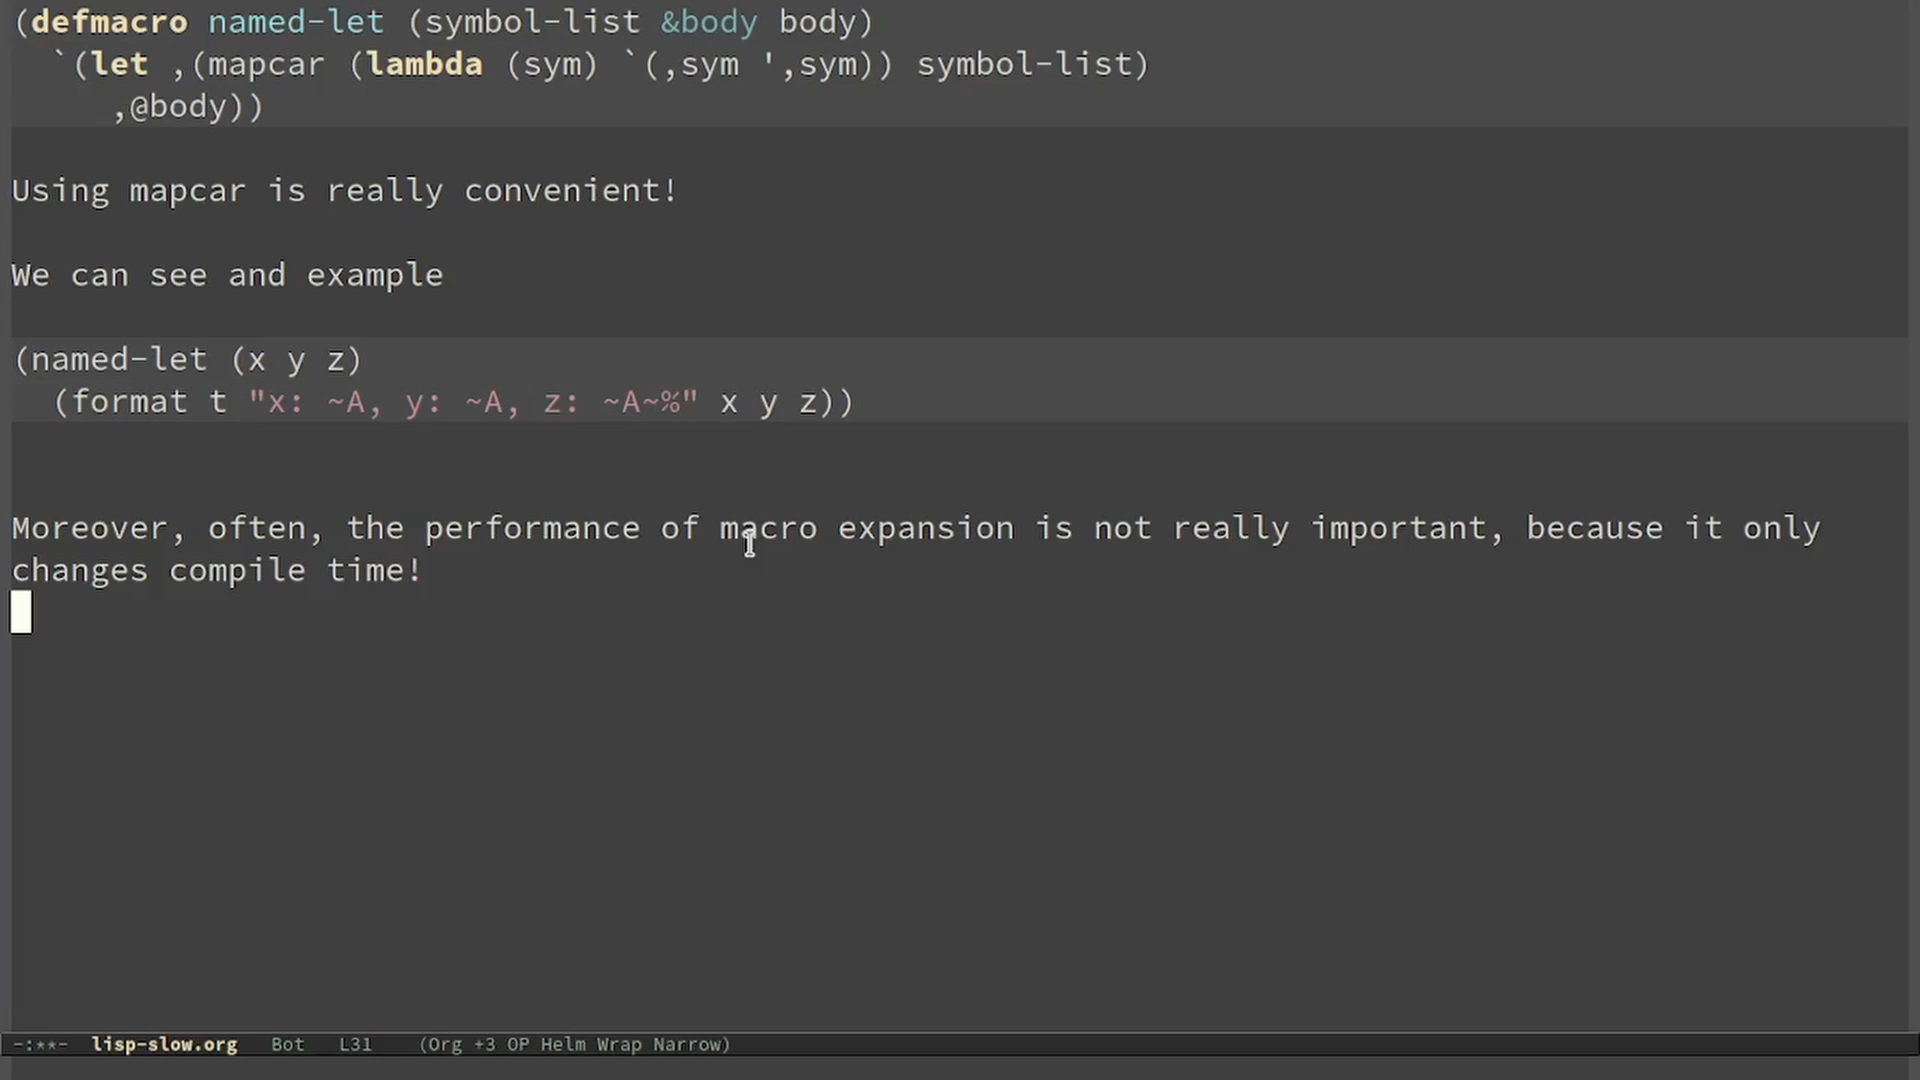 (defmacro named-let (symbol-list &body body)
  `(let ,(mapcar (lambda (sym) `(,sym ',sym)) symbol-list)
     ,@body))
Using mapcar is really convenient!
We can see and example
(named-let (x y z)
  (format t "x: ~A, y: ~A, z: ~A~%" x y z))
Moreover, often, the performance of macro expansion is not really important, because it only
changes compile time!
-:**-  lisp-slow.org   Bot   L31    (Org +3 OP Helm Wrap Narrow)